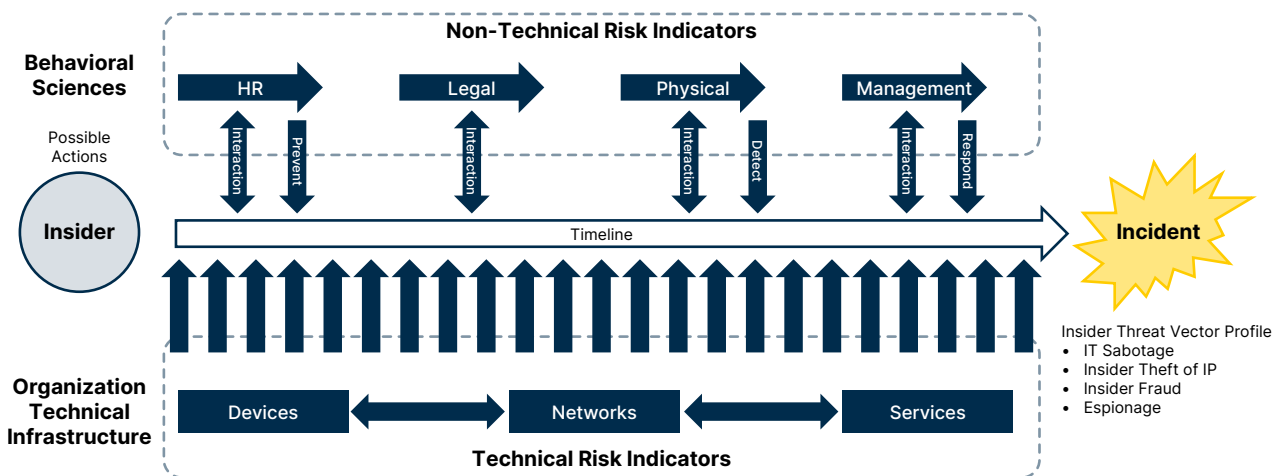 Non-Technical Risk Indicators
Behavioral
Sciences
HR
Legal
Physical
Management
Interaction
Prevent
Interaction
Interaction
Detect
Interaction
Respond
Possible
Actions
Insider
Timeline
Incident
Insider Threat Vector Profile
• IT Sabotage
• Insider Theft of IP
• Insider Fraud
• Espionage
Organization
Technical
Infrastructure
Devices
Networks
Services
Technical Risk Indicators